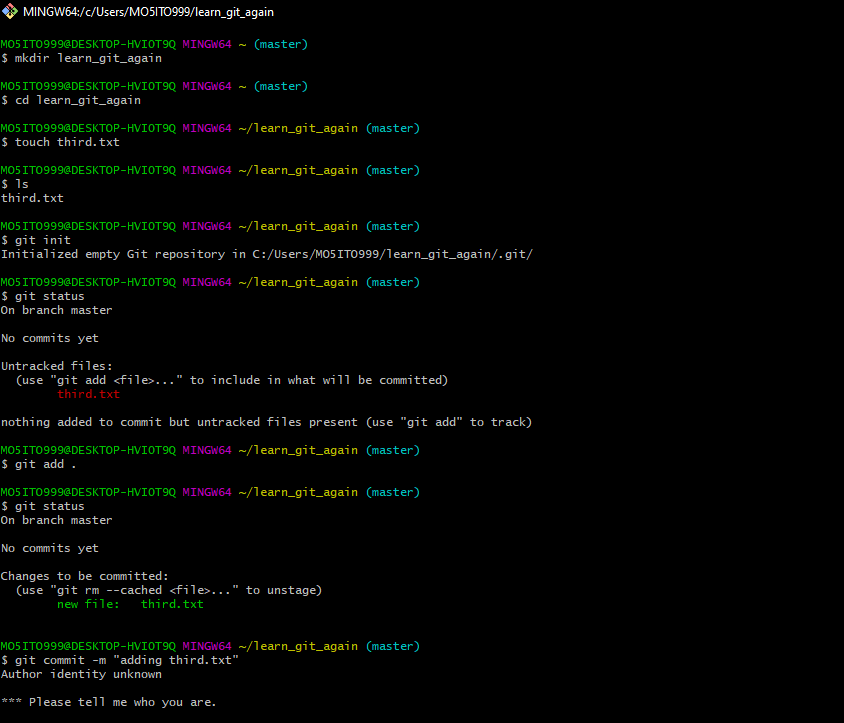 MINGW64:/c/Users/MO5ITO999/learn_git_again
MO5ITO999@DESKTOP-HVIOT9Q MINGW64 ~ (master)
$ mkdir learn_git_again
MO5ITO999@DESKTOP-HVIOT9Q MINGW64 ~ (master)
$ cd learn_git_again
MO5ITO999@DESKTOP-HVIOT9Q MINGW64 ~/learn_git_again (master)
$ touch third.txt
MO5ITO999@DESKTOP-HVIOT9Q MINGW64 ~/learn_git_again (master)
$ ls
third.txt
MO5ITO999@DESKTOP-HVIOT9Q MINGW64 ~/learn_git_again (master)
$ git init
Initialized empty Git repository in C:/Users/MO5ITO999/learn_git_again/.git/
MO5ITO999@DESKTOP-HVIOT9Q MINGW64 ~/learn_git_again (master)
$ git status
On branch master
No commits yet
Untracked files:
  (use "git add <file>..." to include in what will be committed)
        third.txt
nothing added to commit but untracked files present (use "git add" to track)
MO5ITO999@DESKTOP-HVIOT9Q MINGW64 ~/learn_git_again (master)
$ git add .
MO5ITO999@DESKTOP-HVIOT9Q MINGW64 ~/learn_git_again (master)
$ git status
On branch master
No commits yet
Changes to be committed:
  (use "git rm --cached <file>..." to unstage)
        new file:   third.txt
MO5ITO999@DESKTOP-HVIOT9Q MINGW64 ~/learn_git_again (master)
$ git commit -m "adding third.txt"
Author identity unknown
*** Please tell me who you are.